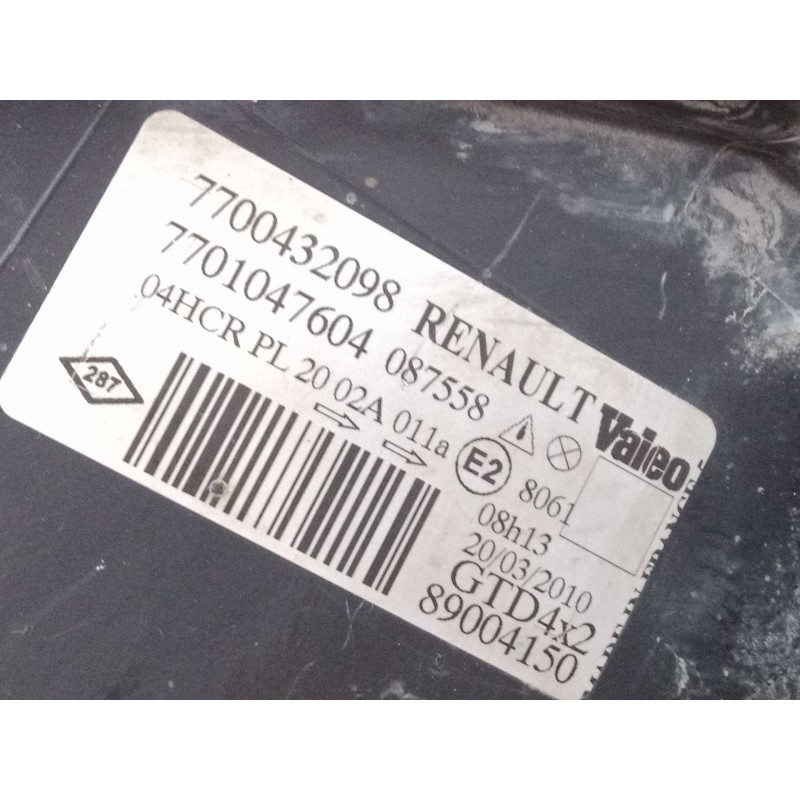 7700432098 RENAULT
7701047604 087558
Valeo
04HCR PL 20 02A 011a
E2
8061
287
08h13
20/03/2010
GTD4x2
89004150